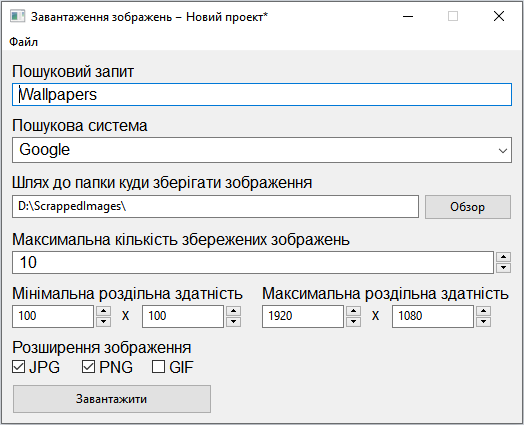 Завантаження зображень – Новий проект*
Файл
Пошуковий запит
Wallpapers
Пошукова система
Google
Шлях до папки куди зберігати зображення
D:\ScrappedImages\ Обзор
Максимальна кількість збережених зображень
10
Мінімальна роздільна здатність Максимальна роздільна здатність
100 X 100 1920 X 1080
Розширення зображення
JPG PNG GIF
Завантажити